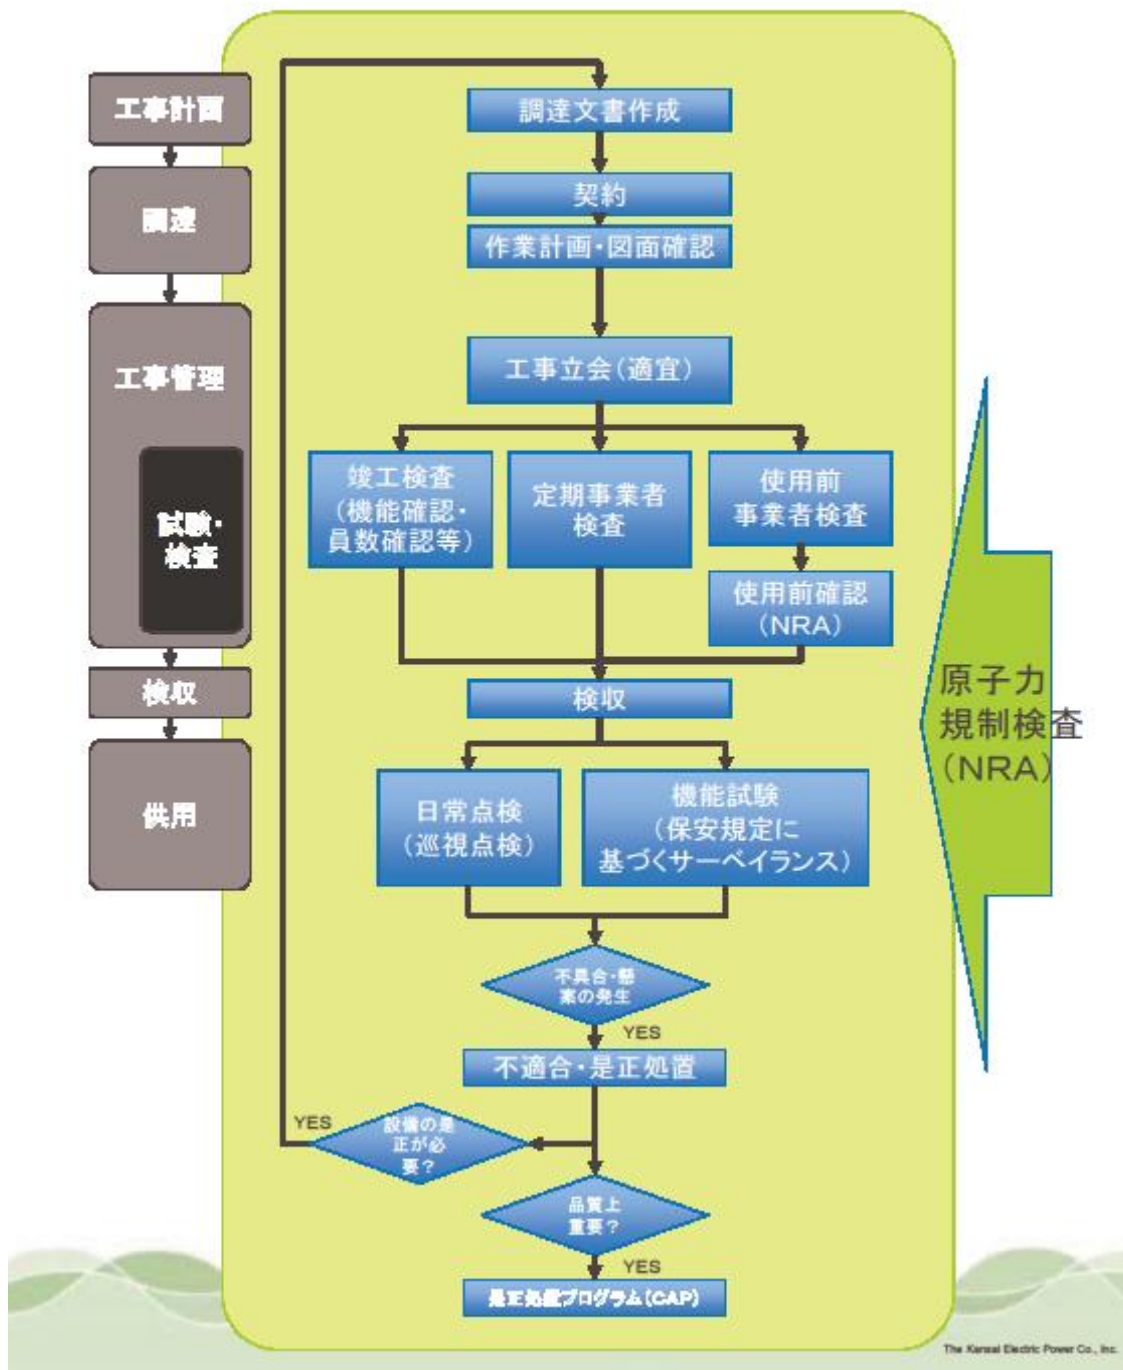 工事計画
調達
工事管理
試験・
検査
検収
供用
調達文書作成
契約
作業計画・図面確認
工事立会(適宜)
竣工検査
(機能確認・
員数確認等)
定期事業者
検査
使用前
事業者検査
使用前確認
(NRA)
検収
日常点検
(巡視点検)
機能試験
(保安規定に
基づくサーベイランス)
不具合・懸
案の発生
YES
不適合・是正処置
YES
設備の是
正が必
要?
品質上
重要?
YES
是正処置プログラム(CAP)
原子力
規制検査
(NRA)
The Kansai Electric Power Co., Inc.